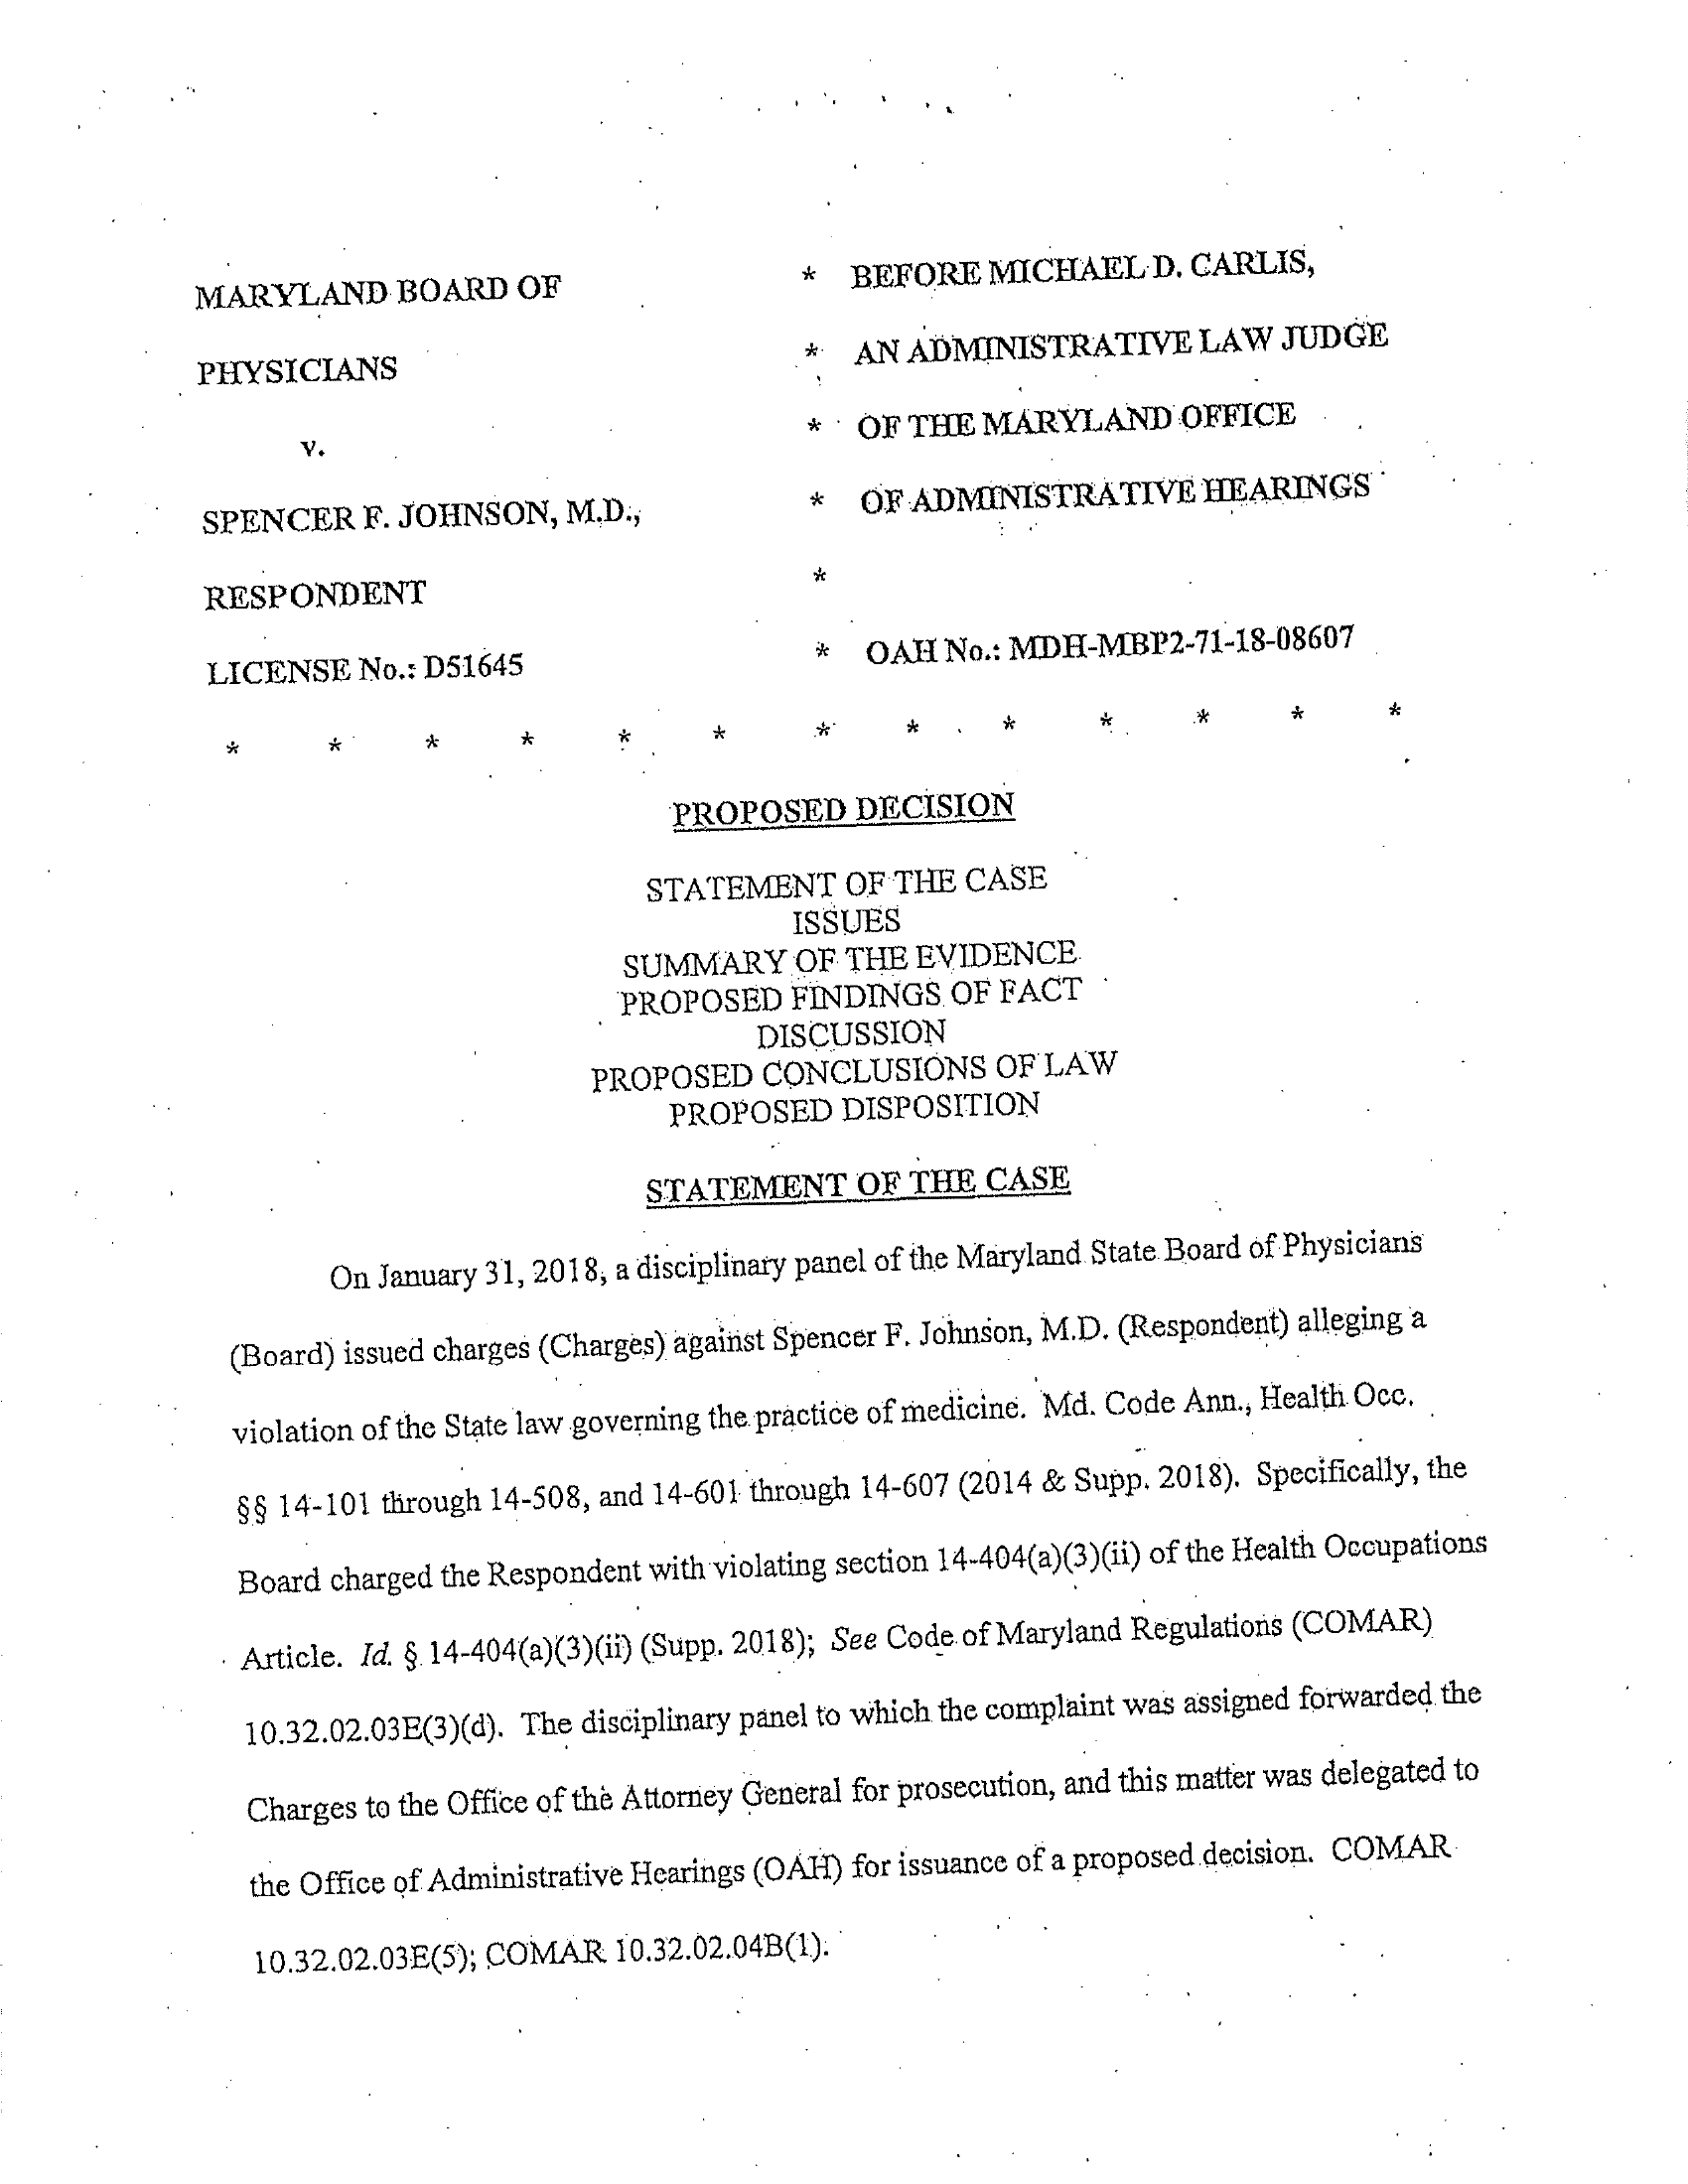 MARYLAND BOARD OF
PHYSICIANS
v.
SPENCER F. JOHNSON, M.D.,
RESPONDENT
LICENSE No.: D51645
* BEFORE MICHAEL D. CARLIS,
* AN ADMINISTRATIVE LAW JUDGE
* OF THE MARYLAND OFFICE
* OF ADMINISTRATIVE HEARINGS
*
* OAH No.: MDH-MBP2-71-18-08607
* * * * * * * * * * * * *
PROPOSED DECISION
STATEMENT OF THE CASE
ISSUES
SUMMARY OF THE EVIDENCE
PROPOSED FINDINGS OF FACT
DISCUSSION
PROPOSED CONCLUSIONS OF LAW
PROPOSED DISPOSITION
STATEMENT OF THE CASE
On January 31, 2018, a disciplinary panel of the Maryland State Board of Physicians
(Board) issued charges (Charges) against Spencer F. Johnson, M.D. (Respondent) alleging a
violation of the State law governing the practice of medicine. Md. Code Ann., Health Occ.
§§ 14-101 through 14-508, and 14-601 through 14-607 (2014 & Supp. 2018). Specifically, the
Board charged the Respondent with violating section 14-404(a)(3)(ii) of the Health Occupations
Article. Id. § 14-404(a)(3)(ii) (Supp. 2018); See Code of Maryland Regulations (COMAR)
10.32.02.03E(3)(d). The disciplinary panel to which the complaint was assigned forwarded the
Charges to the Office of the Attorney General for prosecution, and this matter was delegated to
the Office of Administrative Hearings (OAH) for issuance of a proposed decision. COMAR
10.32.02.03E(5); COMAR 10.32.02.04B(1).